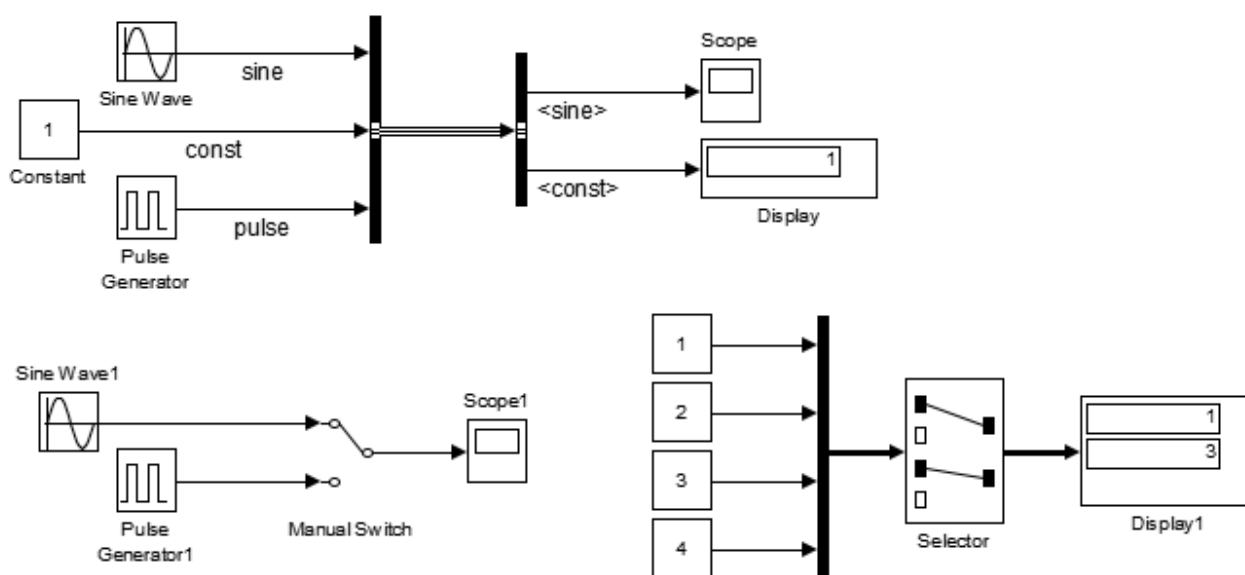 Scope
sine
Sine Wave
<sine>
1
const
1
Constant
<const>
pulse
Display
Pulse
Generator
1
Sine Wave1
Scope1
2
1
3
3
Pulse
Generator1
Manual Switch
4
Selector
Display1